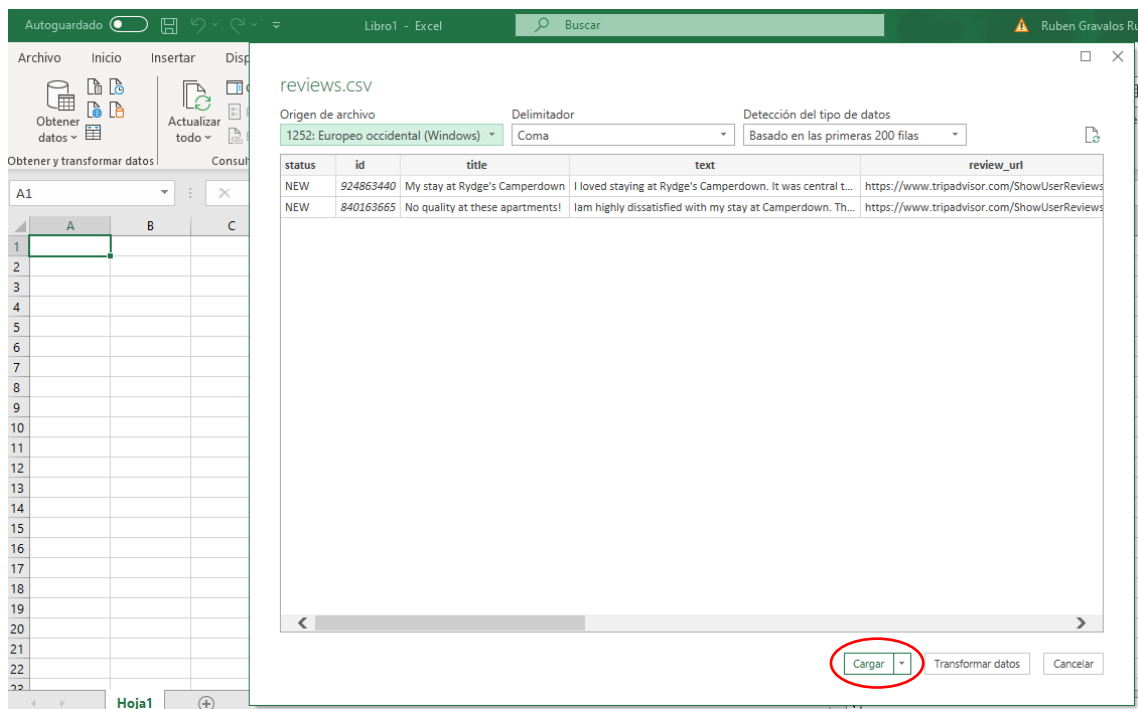 Autoguardado Libro1 - Excel Buscar Ruben Gravalos
Archivo Inicio Insertar
reviews.csv
Obtener datos
Actualizar todo
Obtener y transformar datos
Origen de archivo Delimitador Detección del tipo de datos
1252: Europeo occidental (Windows) Coma Basado en las primeras 200 filas
A1
A B C
status id title text review_url
NEW 924863440 My stay at Rydge's Camperdown I loved staying at Rydge's Camperdown. It was central t... https://www.tripadvisor.com/ShowUserReviews
NEW 840163665 No quality at these apartments! Iam highly dissatisfied with my stay at Camperdown. Th... https://www.tripadvisor.com/ShowUserReviews
1
2
3
4
5
6
7
8
9
10
11
12
13
14
15
16
17
18
19
20
21
22
23
Cargar Transformar datos Cancelar
Hoja1